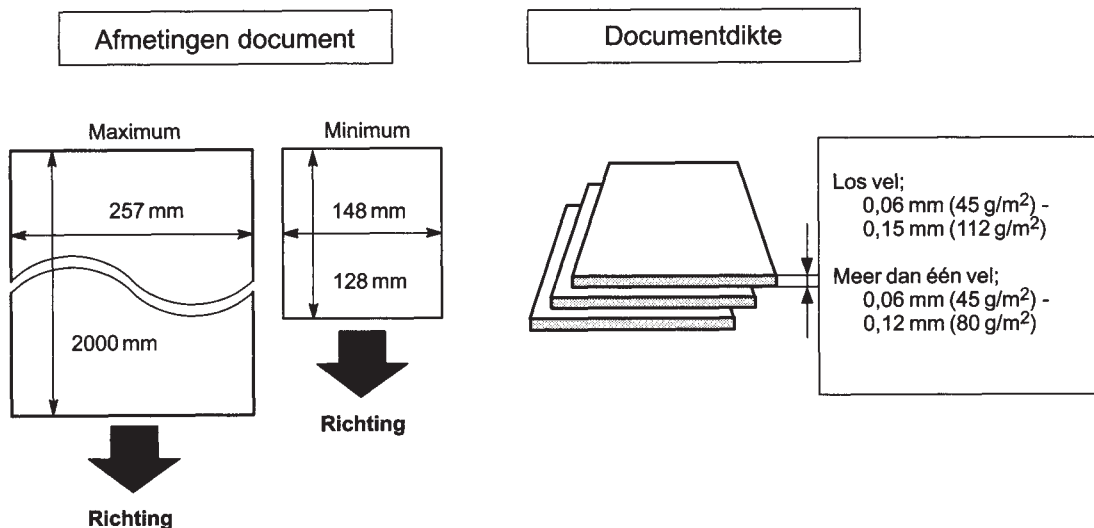 Afmetingen document
Documentdikte
Maximum
257 mm
2000 mm
Richting
Minimum
148 mm
128 mm
Richting
Los vel;
0,06 mm (45 g/m²) -
0,15 mm (112 g/m²)
Meer dan één vel;
0,06 mm (45 g/m²) -
0,12 mm (80 g/m²)